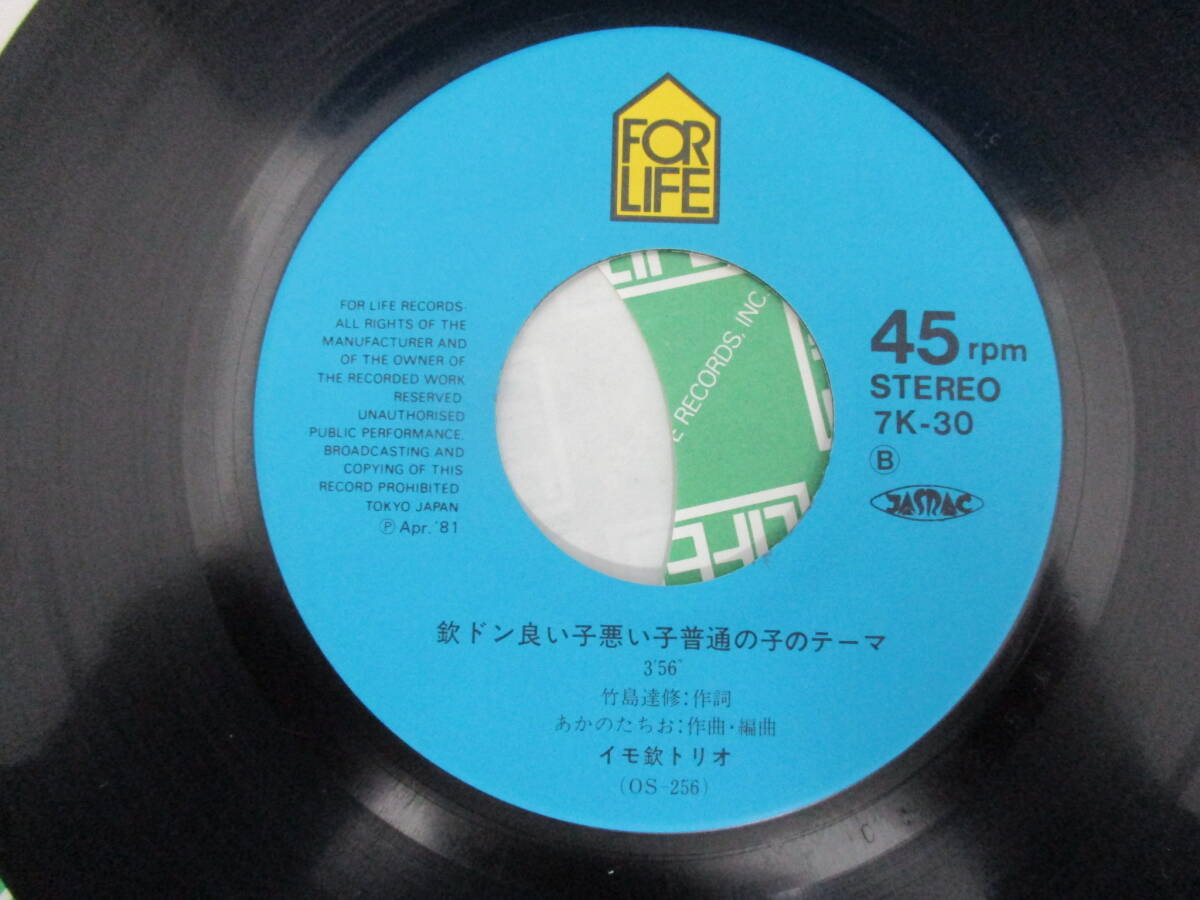 FOR
LIFE
FOR LIFE RECORDS-
ALL RIGHTS OF THE
MANUFACTURER AND
OF THE OWNER OF
THE RECORDED WORK
RESERVED.
UNAUTHORISED
PUBLIC PERFORMANCE,
BROADCASTING AND
COPYING OF THIS
RECORD PROHIBITED
TOKYO JAPAN
Ⓟ Apr. '81
E RECORDS, INC.
45 rpm
STEREO
7K-30
Ⓑ
JASRAC
欽ドン良い子悪い子普通の子のテーマ
3'56"
竹島達修:作詞
あかのたちお:作曲・編曲
イモ欽トリオ
(OS-256)